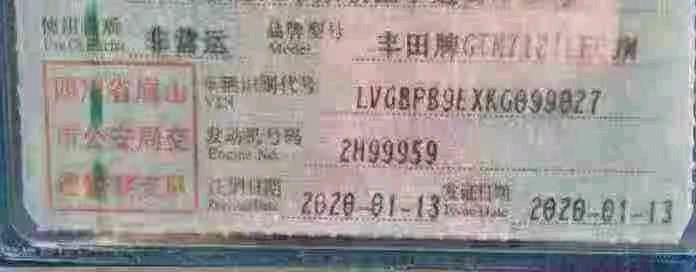 使用性质 非营运 品牌型号 丰田牌
Use Character Model
四川省眉山 车辆识别代号 LVGBPB9EXKG099027
VIN
市公安局交 发动机号码 2H99959
Engine No.
通警察支队 注册日期 2020-01-13 发证日期 2020-01-13
Register Date Issue Date